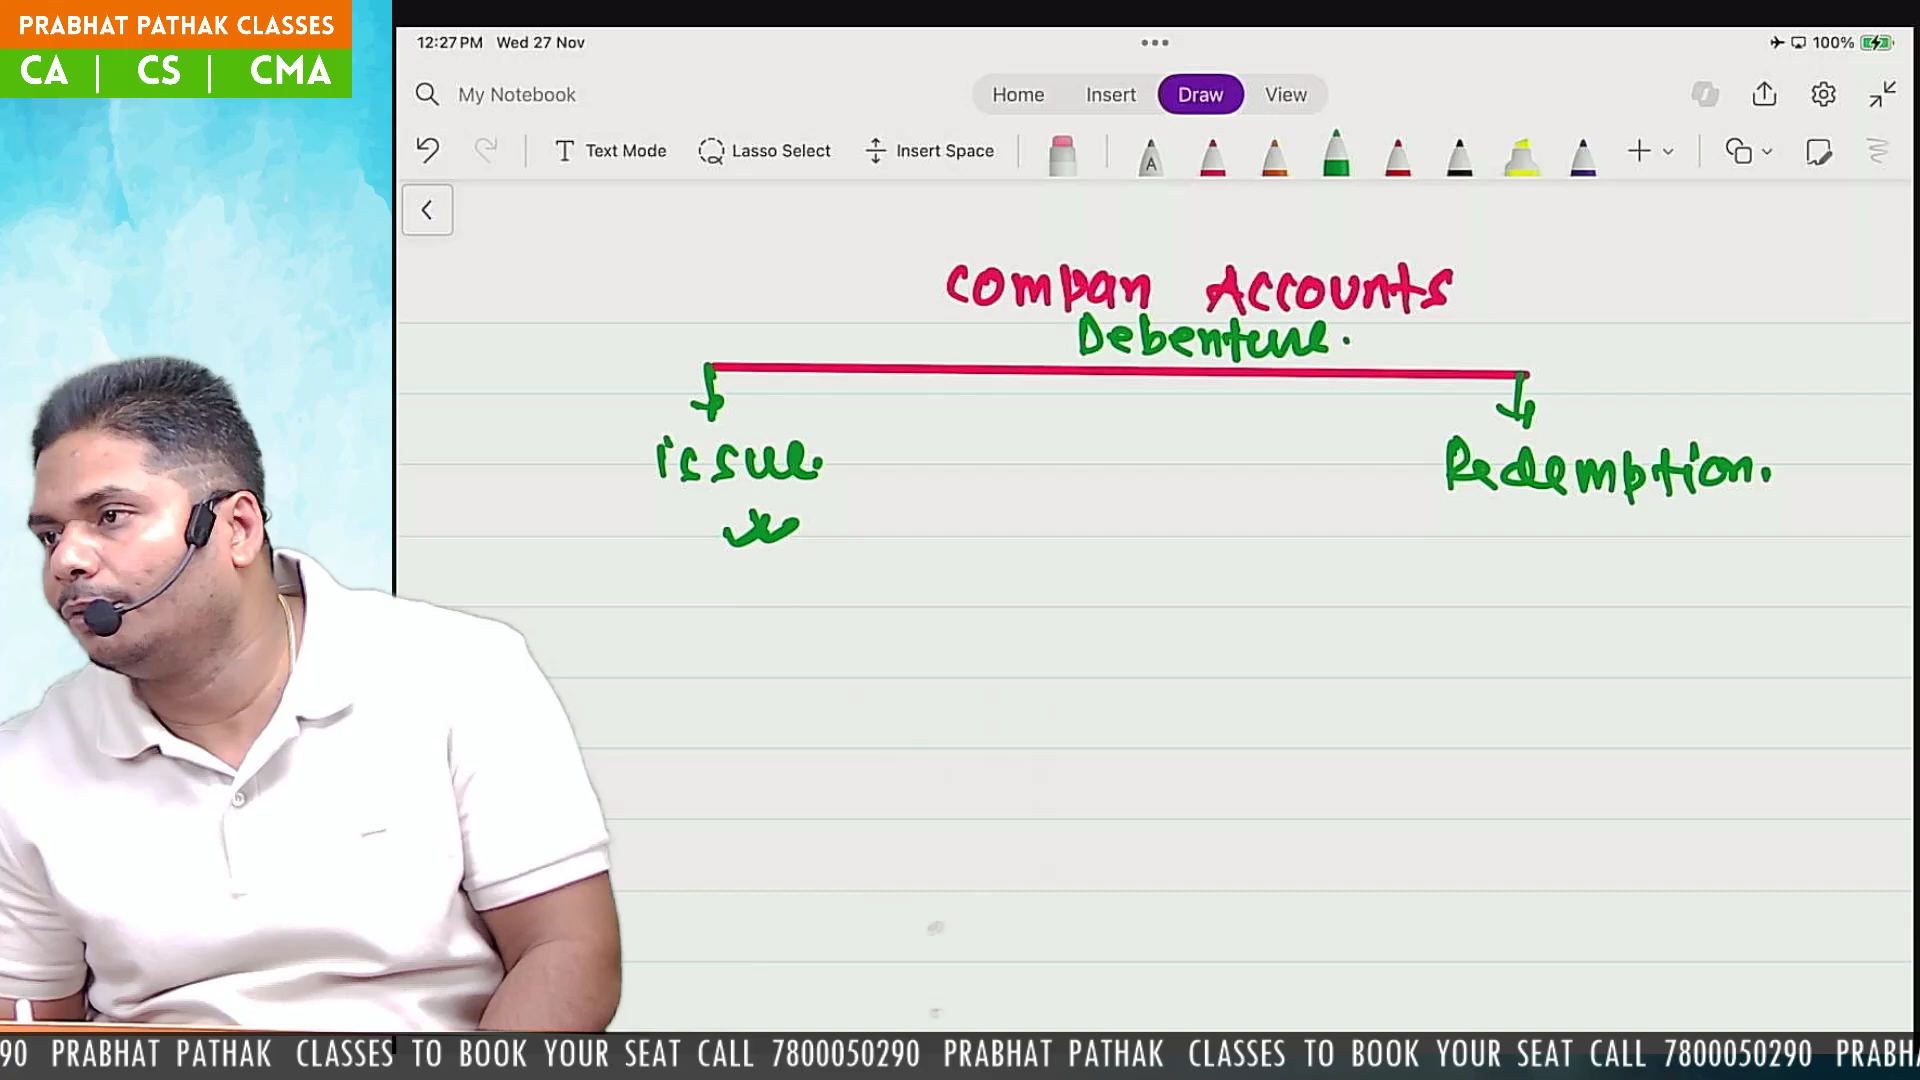 PRABHAT PATHAK CLASSES
CA | CS | CMA
12:27 PM Wed 27 Nov
100%
My Notebook
Home Insert Draw View
Text Mode Lasso Select Insert Space
A
Compan Accounts
Debenture.
issue.
Redemption.
90 PRABHAT PATHAK CLASSES TO BOOK YOUR SEAT CALL 7800050290 PRABHAT PATHAK CLASSES TO BOOK YOUR SEAT CALL 7800050290 PRABHA